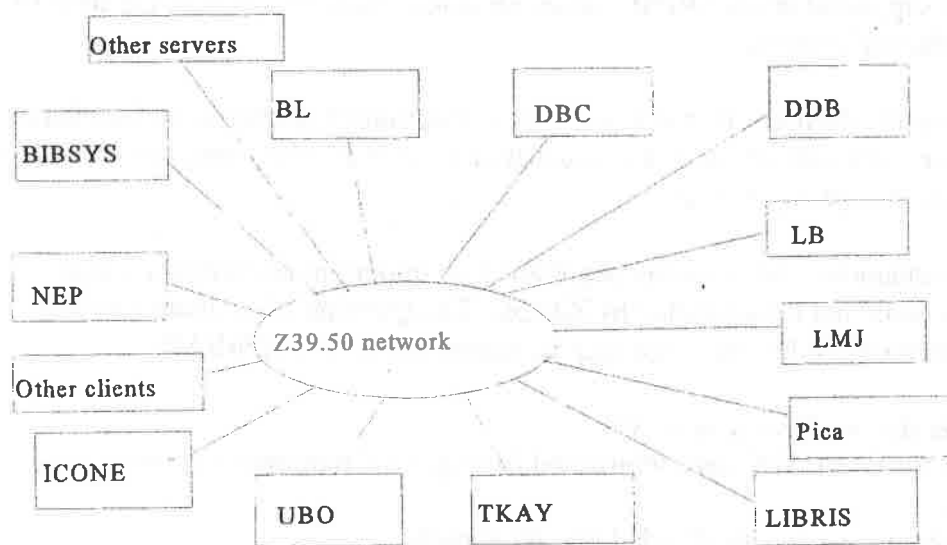 Other servers
BL
DBC
DDB
BIBSYS
LB
NEP
Z39.50 network
LMJ
Other clients
Pica
ICONE
UBO
TKAY
LIBRIS